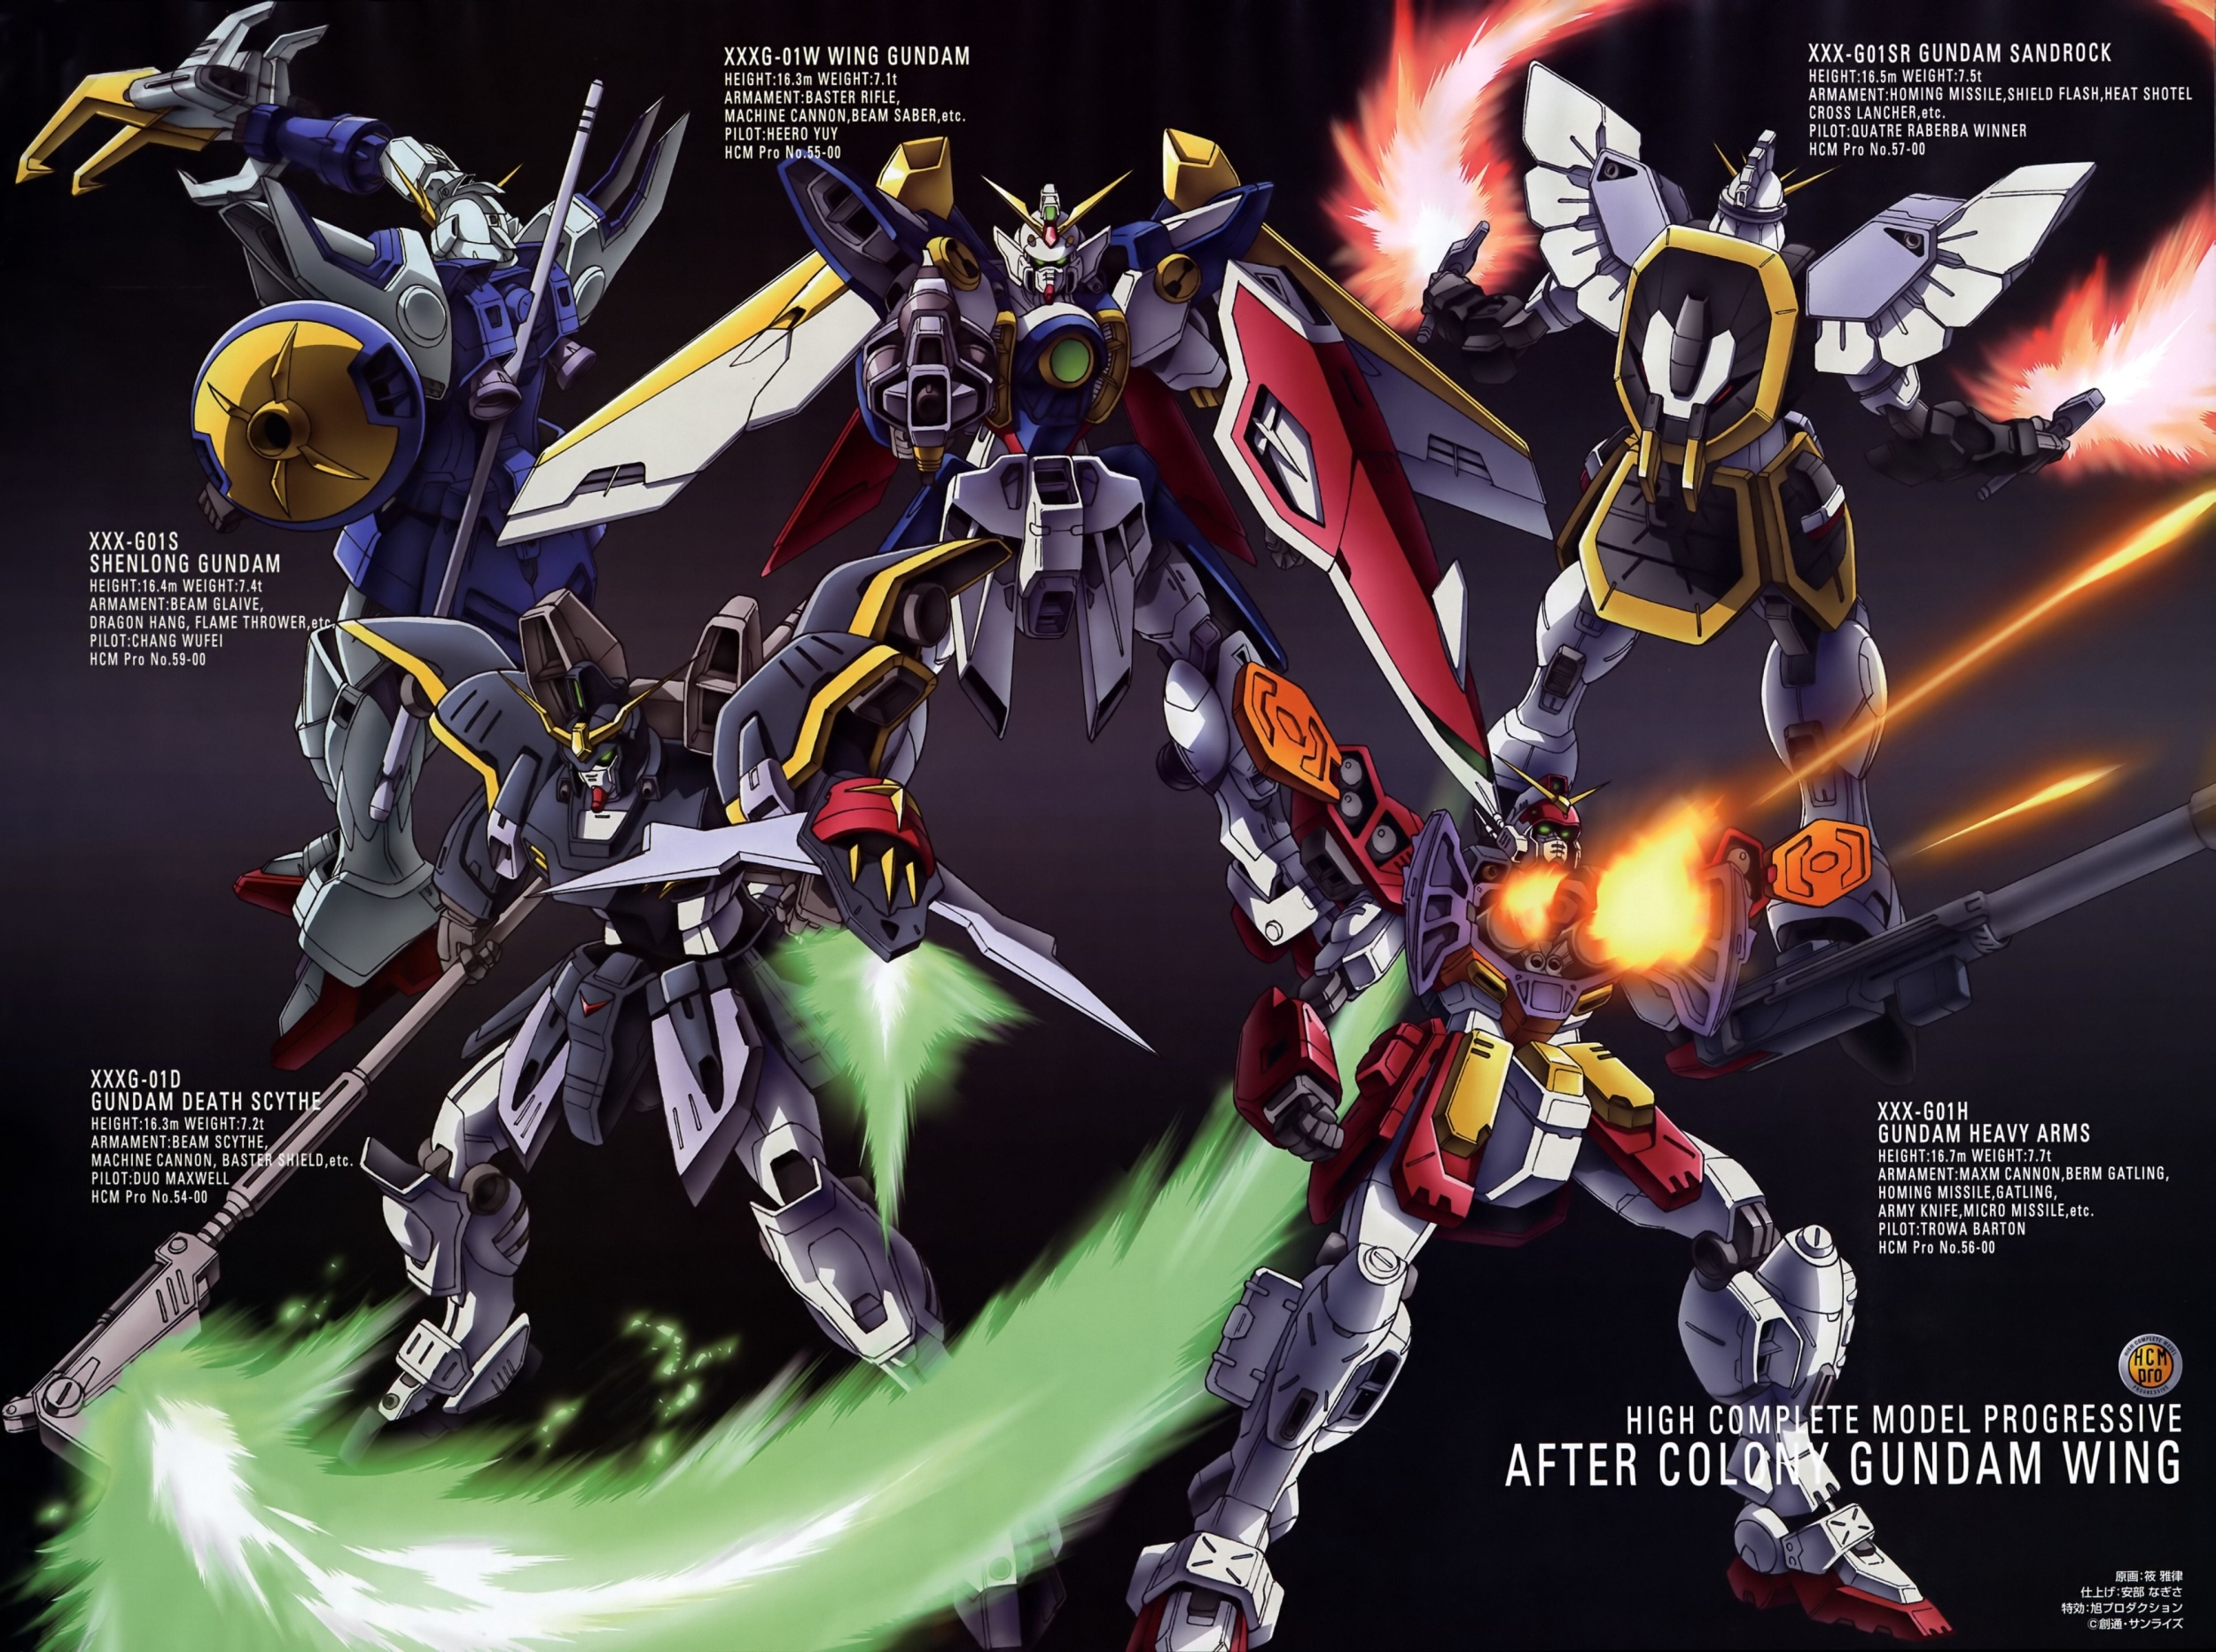 XXXG-01W WING GUNDAM
HEIGHT:16.3m WEIGHT:7.1t
ARMAMENT:BASTER RIFLE,
MACHINE CANNON,BEAM SABER,etc.
PILOT:HEERO YUY
HCM Pro No.55-00
XXX-G01SR GUNDAM SANDROCK
HEIGHT:16.5m WEIGHT:7.5t
ARMAMENT:HOMING MISSILE,SHIELD FLASH,HEAT SHOTEL
CROSS LANCHER,etc.
PILOT:QUATRE RABERBA WINNER
HCM Pro No.57-00
XXX-G01S
SHENLONG GUNDAM
HEIGHT:16.4m WEIGHT:7.4t
ARMAMENT:BEAM GLAIVE,
DRAGON HANG, FLAME THROWER,etc.
PILOT:CHANG WUFEI
HCM Pro No.59-00
XXXG-01D
GUNDAM DEATH SCYTHE
HEIGHT:16.3m WEIGHT:7.2t
ARMAMENT:BEAM SCYTHE,
MACHINE CANNON, BASTER SHIELD,etc.
PILOT:DUO MAXWELL
HCM Pro No.54-00
XXX-G01H
GUNDAM HEAVY ARMS
HEIGHT:16.7m WEIGHT:7.7t
ARMAMENT:MAXM CANNON,BERM GATLING,
HOMING MISSILE,GATLING,
ARMY KNIFE,MICRO MISSILE,etc.
PILOT:TROWA BARTON
HCM Pro No.56-00
HCM
pro
HIGH COMPLETE MODEL PROGRESSIVE
AFTER COLONY GUNDAM WING
原画:筱 雅律
仕上げ:安部 なぎさ
特効:旭プロダクション
©創通・サンライズ